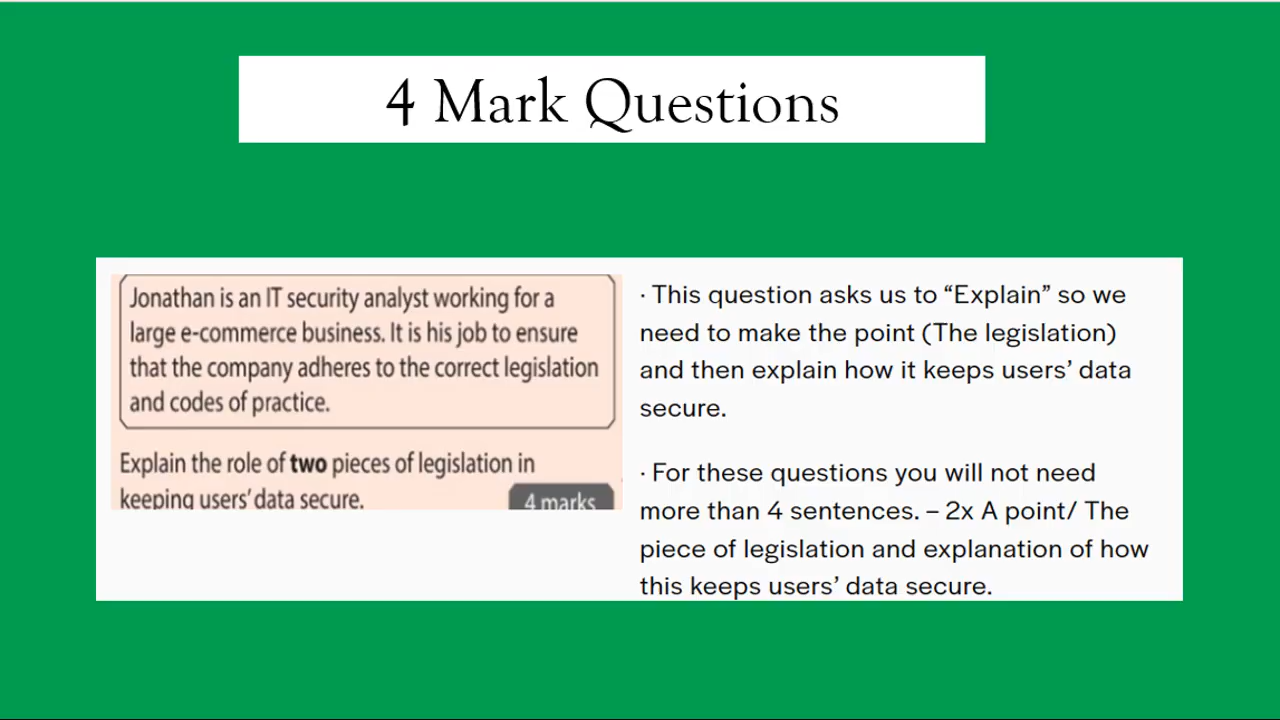 4 Mark Questions
Jonathan is an IT security analyst working for a
large e-commerce business. It is his job to ensure
that the company adheres to the correct legislation
and codes of practice.
Explain the role of two pieces of legislation in
keeping users' data secure.
4 marks
· This question asks us to “Explain” so we
need to make the point (The legislation)
and then explain how it keeps users’ data
secure.
· For these questions you will not need
more than 4 sentences. – 2x A point/ The
piece of legislation and explanation of how
this keeps users’ data secure.